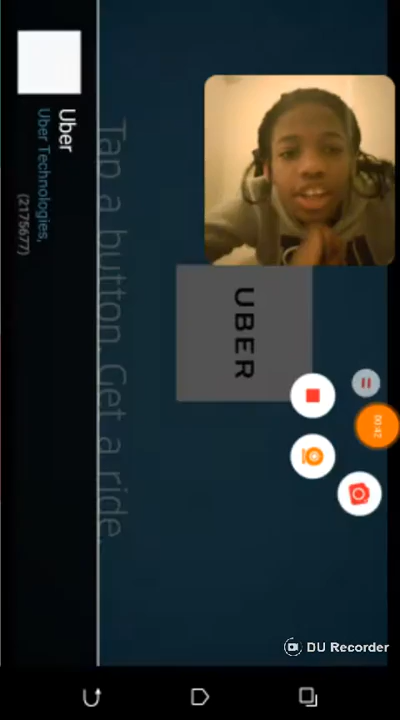 Uber
Uber Technologies,
(2175677)
Tap a button. Get a ride.
UBER
00:42
DU Recorder